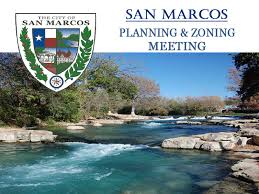 THE CITY OF
SAN MARCOS
SAN MARCOS
PLANNING & ZONING
MEETING